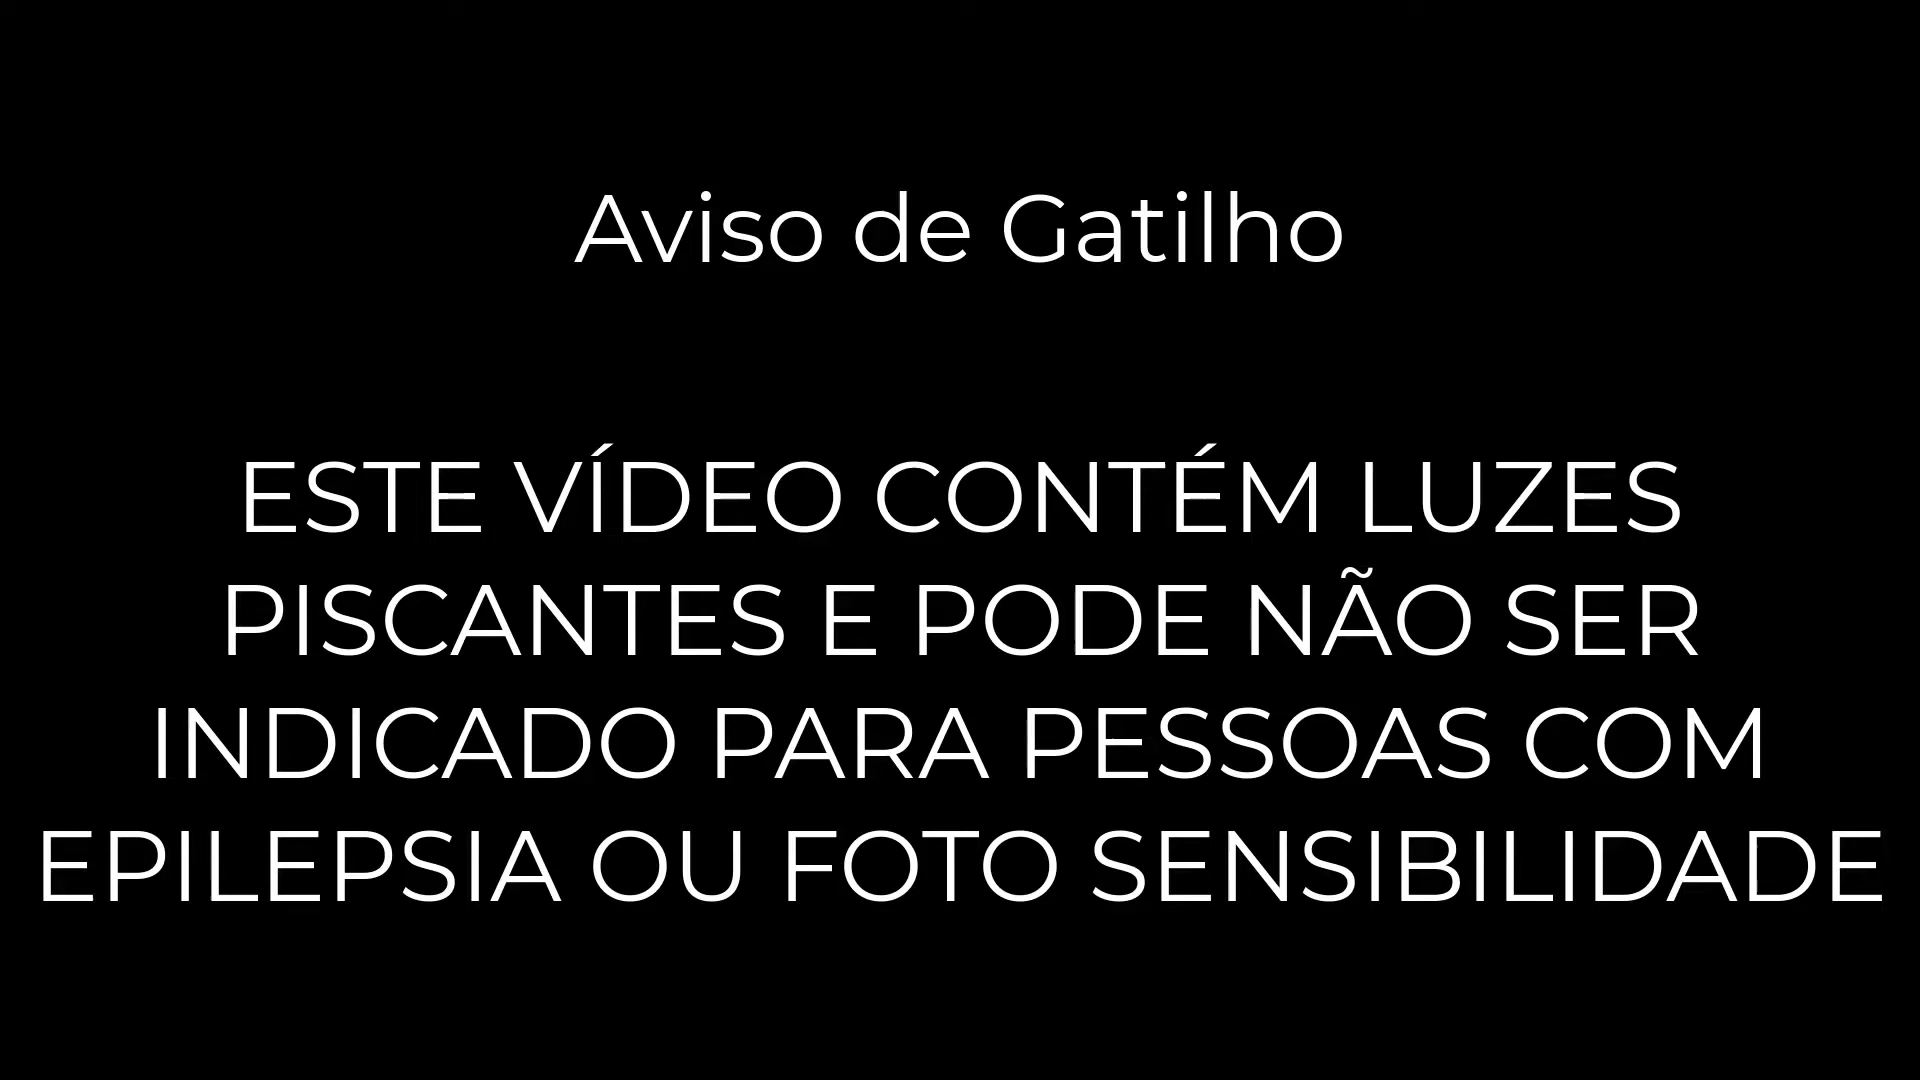 Aviso de Gatilho
ESTE VÍDEO CONTÉM LUZES
PISCANTES E PODE NÃO SER
INDICADO PARA PESSOAS COM
EPILEPSIA OU FOTO SENSIBILIDADE